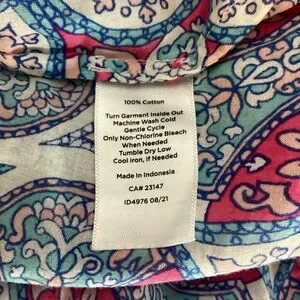 100% Cotton
Turn Garment Inside Out
Machine Wash Cold
Gentle Cycle
Only Non-Chlorine Bleach
When Needed
Tumble Dry Low
Cool Iron, If Needed
Made In Indonesia
CA# 23147
ID4976 08/21